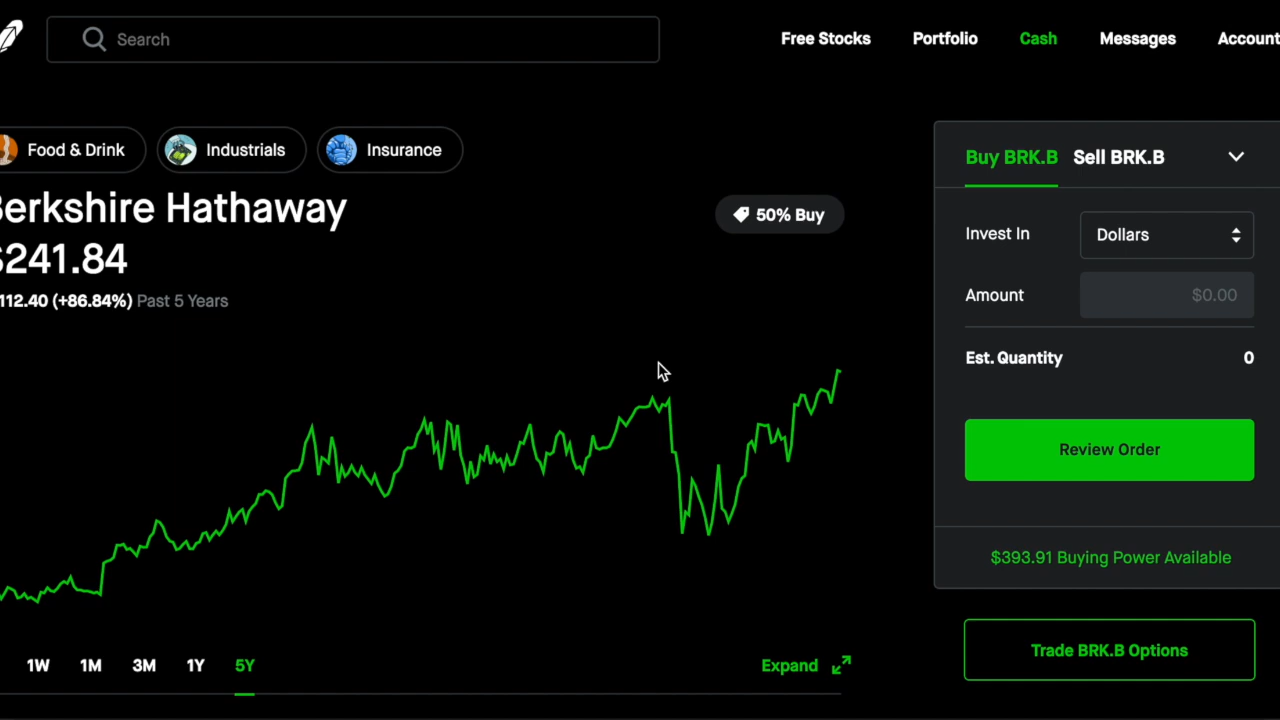 Search
Free Stocks Portfolio Cash Messages Account
Food & Drink Industrials Insurance
Berkshire Hathaway
$241.84
112.40 (+86.84%) Past 5 Years
50% Buy
1W 1M 3M 1Y 5Y
Expand
Buy BRK.B Sell BRK.B
Invest In Dollars
Amount $0.00
Est. Quantity 0
Review Order
$393.91 Buying Power Available
Trade BRK.B Options